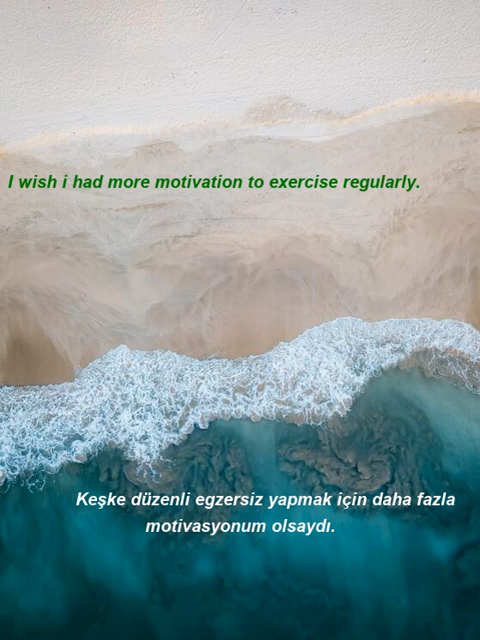 I wish i had more motivation to exercise regularly.
Keşke düzenli egzersiz yapmak için daha fazla
motivasyonum olsaydı.